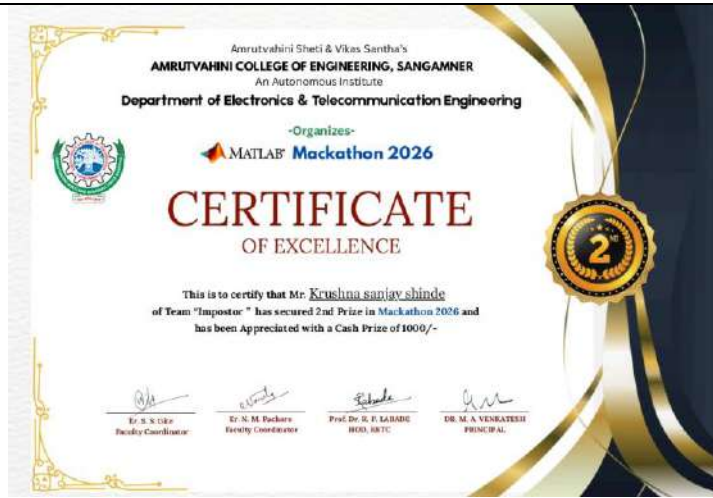 Amrutvahini Sheti & Vikas Santha's
AMRUTVAHINI COLLEGE OF ENGINEERING, SANGAMNER
An Autonomous Institute
Department of Electronics & Telecommunication Engineering
-Organizes-
MATLAB® Mackathon 2026
CERTIFICATE
OF EXCELLENCE
2ND
This is to certify that Mr. Krushna sanjay shinde
of Team "Impostor " has secured 2nd Prize in Mackathon 2026 and
has been Appreciated with a Cash Prize of 1000/-
Er. S. S.
Faculty Coordinator
Er. N. M. Pachore
Faculty Coordinator
Prof. Dr. R. P. LABADE
HOD, E&TC
DR. M. A. VENKATESH
PRINCIPAL